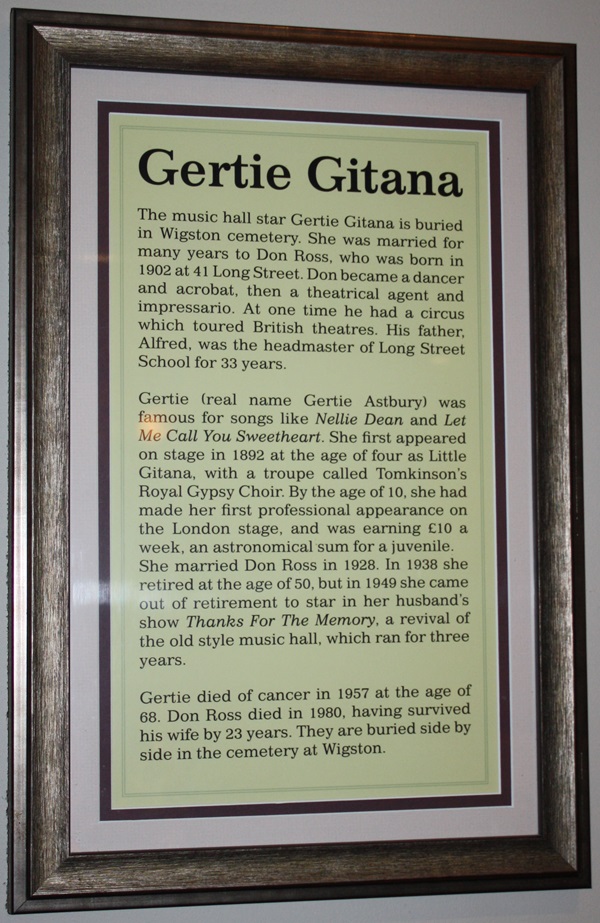 Gertie Gitana
The music hall star Gertie Gitana is buried
in Wigston cemetery. She was married for
many years to Don Ross, who was born in
1902 at 41 Long Street. Don became a dancer
and acrobat, then a theatrical agent and
impressario. At one time he had a circus
which toured British theatres. His father,
Alfred, was the headmaster of Long Street
School for 33 years.
Gertie (real name Gertie Astbury) was
famous for songs like Nellie Dean and Let
Me Call You Sweetheart. She first appeared
on stage in 1892 at the age of four as Little
Gitana, with a troupe called Tomkinson's
Royal Gypsy Choir. By the age of 10, she had
made her first professional appearance on
the London stage, and was earning £10 a
week, an astronomical sum for a juvenile.
She married Don Ross in 1928. In 1938 she
retired at the age of 50, but in 1949 she came
out of retirement to star in her husband's
show Thanks For The Memory, a revival of
the old style music hall, which ran for three
years.
Gertie died of cancer in 1957 at the age of
68. Don Ross died in 1980, having survived
his wife by 23 years. They are buried side by
side in the cemetery at Wigston.